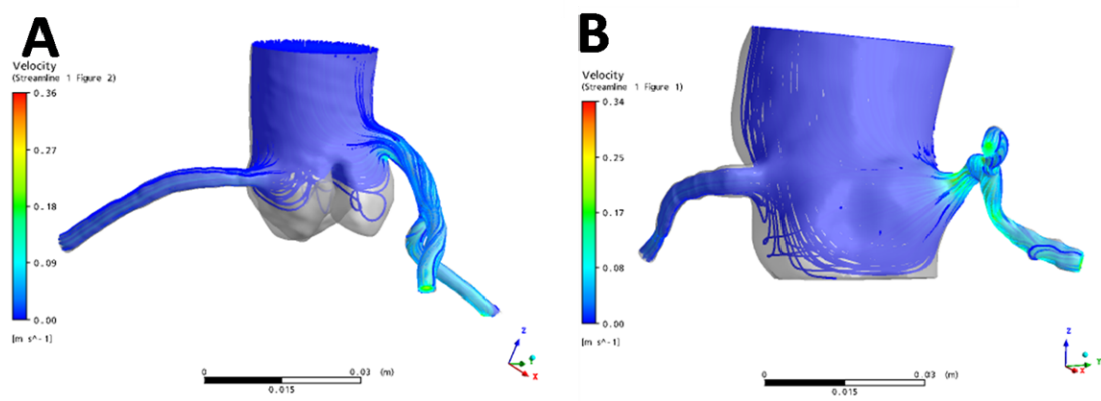 A
Velocity
(Streamline 1 Figure 2)
0.36
0.27
0.18
0.09
0.00
[m s^-1]
0
0.03 (m)
0.015
Z
Y
X
B
Velocity
(Streamline 1 Figure 1)
0.34
0.25
0.17
0.08
0.00
[m s^-1]
0
0.03 (m)
0.015
Z
Y
X